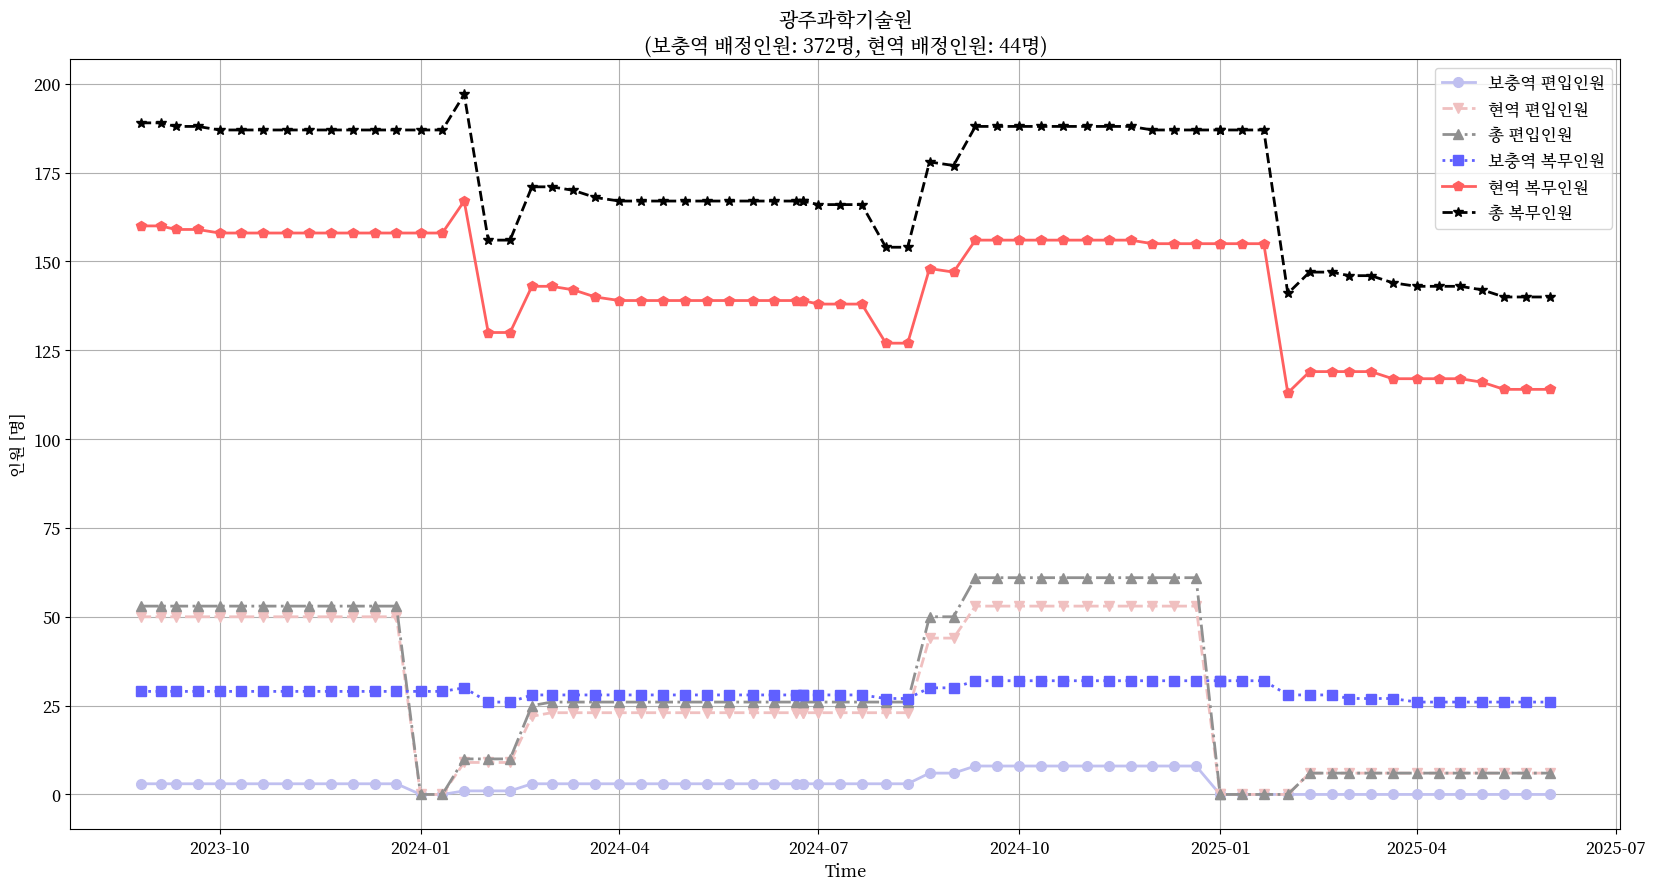 광주과학기술원
(보충역 배정인원: 372명, 현역 배정인원: 44명)
보충역 편입인원
현역 편입인원
총 편입인원
보충역 복무인원
현역 복무인원
총 복무인원
인원 [명]
200
175
150
125
100
75
50
25
0
2023-10
2024-01
2024-04
2024-07
2024-10
2025-01
2025-04
2025-07
Time